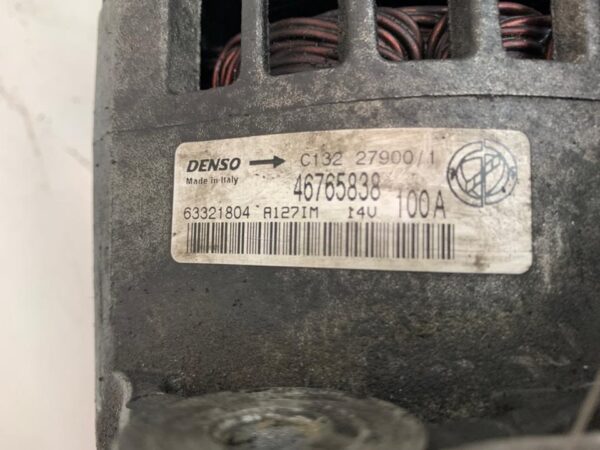 DENSO → C132 27900/1
Made in Italy 46765838
63321804 A127IM 14V 100A